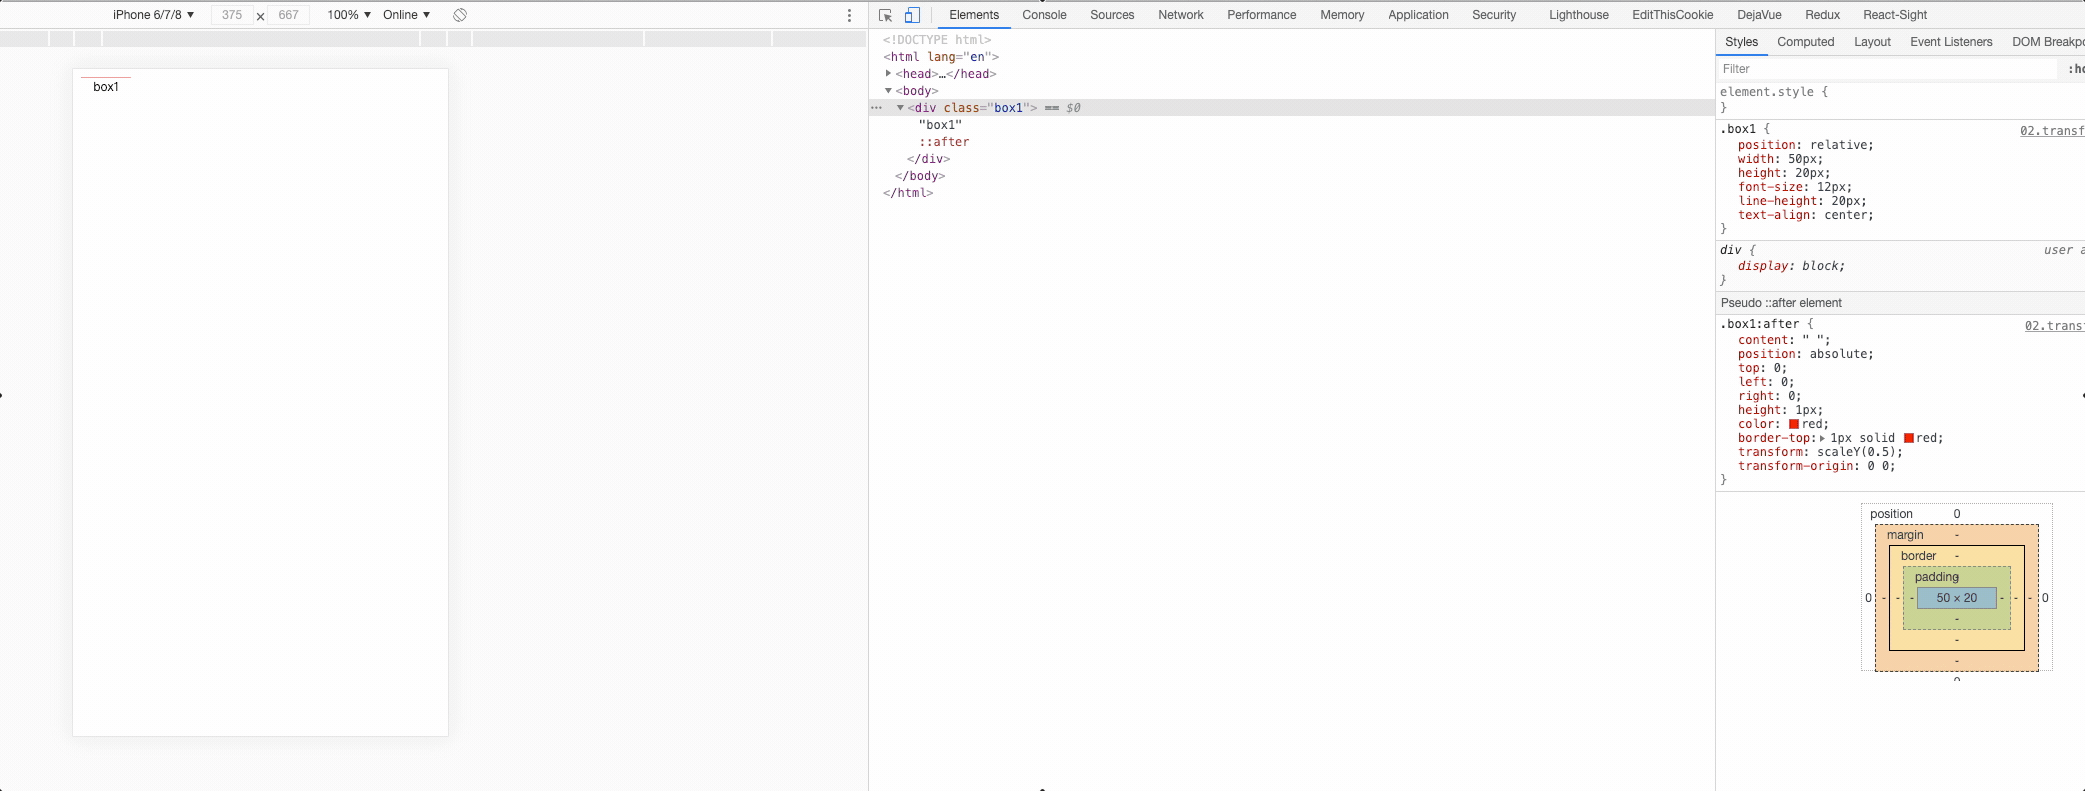 iPhone 6/7/8 ▼ 375 × 667 100% ▼ Online ▼
box1
Elements Console Sources Network Performance Memory Application Security Lighthouse EditThisCookie DejaVue Redux React-Sight
<!DOCTYPE html>
<html lang="en">
<head>…</head>
<body>
<div class="box1"> == $0
"box1"
::after
</div>
</body>
</html>
Styles Computed Layout Event Listeners DOM Breakpo
Filter :ho
element.style {
}
.box1 { 02.transf
position: relative;
width: 50px;
height: 20px;
font-size: 12px;
line-height: 20px;
text-align: center;
}
div { user a
display: block;
}
Pseudo ::after element
.box1:after { 02.trans
content: " ";
position: absolute;
top: 0;
left: 0;
right: 0;
height: 1px;
color: red;
border-top: 1px solid red;
transform: scaleY(0.5);
transform-origin: 0 0;
}
position 0
margin -
border -
padding -
0 - - - 50 × 20 - - - 0
-
-
-
0